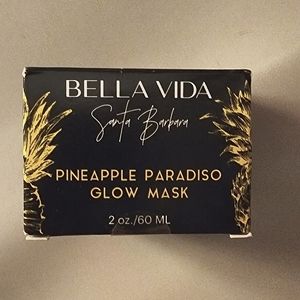 BELLA VIDA
Santa Barbara
PINEAPPLE PARADISO
GLOW MASK
2 oz./60 ML